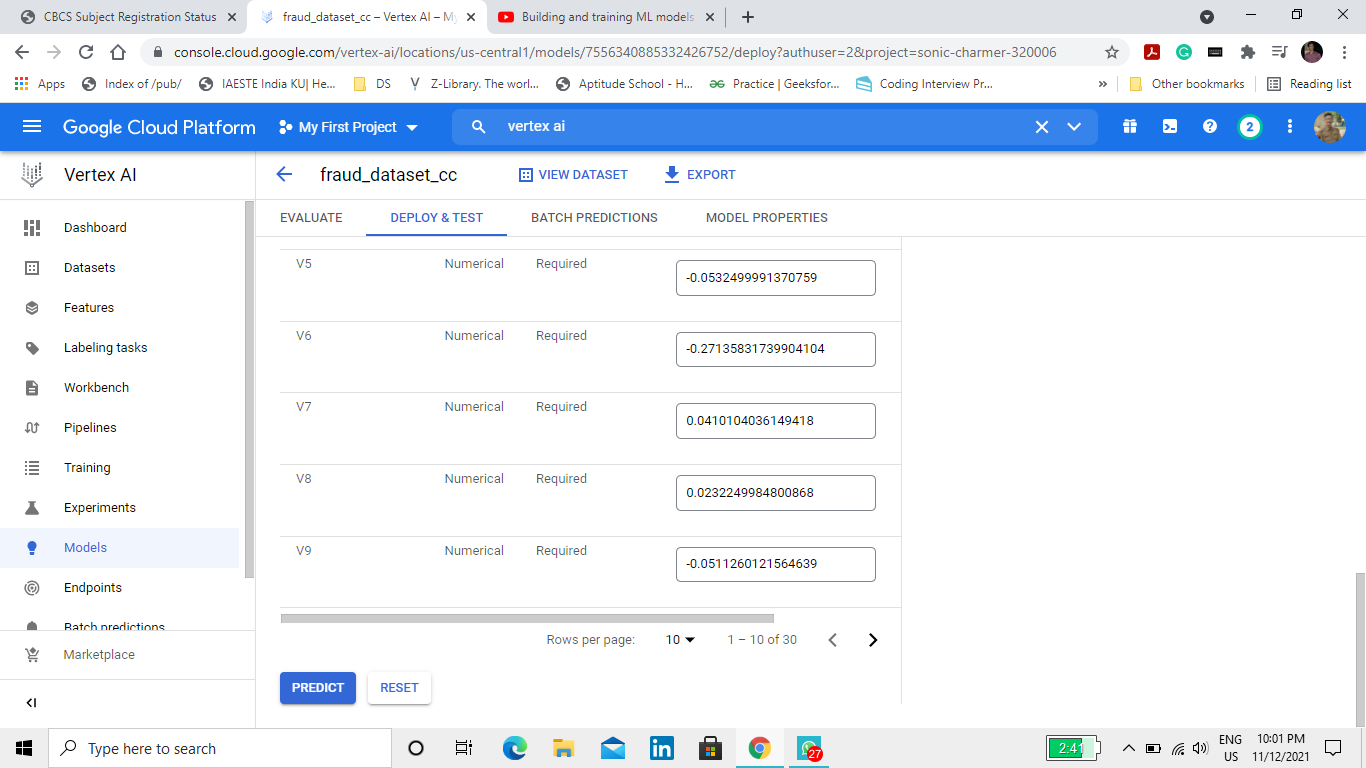 CBCS Subject Registration Status
fraud_dataset_cc – Vertex AI – My
Building and training ML models
console.cloud.google.com/vertex-ai/locations/us-central1/models/7556340885332426752/deploy?authuser=2&project=sonic-charmer-320006
Apps
Index of /pub/
IAESTE India KU| He...
DS
Z-Library. The worl...
Aptitude School - H...
Practice | Geeksfor...
Coding Interview Pr...
»
Other bookmarks
Reading list
Google Cloud Platform
My First Project
vertex ai
2
Vertex AI
fraud_dataset_cc
VIEW DATASET
EXPORT
EVALUATE
DEPLOY & TEST
BATCH PREDICTIONS
MODEL PROPERTIES
Dashboard
Datasets
Features
Labeling tasks
Workbench
Pipelines
Training
Experiments
Models
Endpoints
Batch predictions
Marketplace
V5 Numerical Required -0.0532499991370759
V6 Numerical Required -0.27135831739904104
V7 Numerical Required 0.0410104036149418
V8 Numerical Required 0.0232249984800868
V9 Numerical Required -0.0511260121564639
Rows per page: 10 1 – 10 of 30
PREDICT
RESET
Type here to search
27
2:41
ENG
US
10:01 PM
11/12/2021